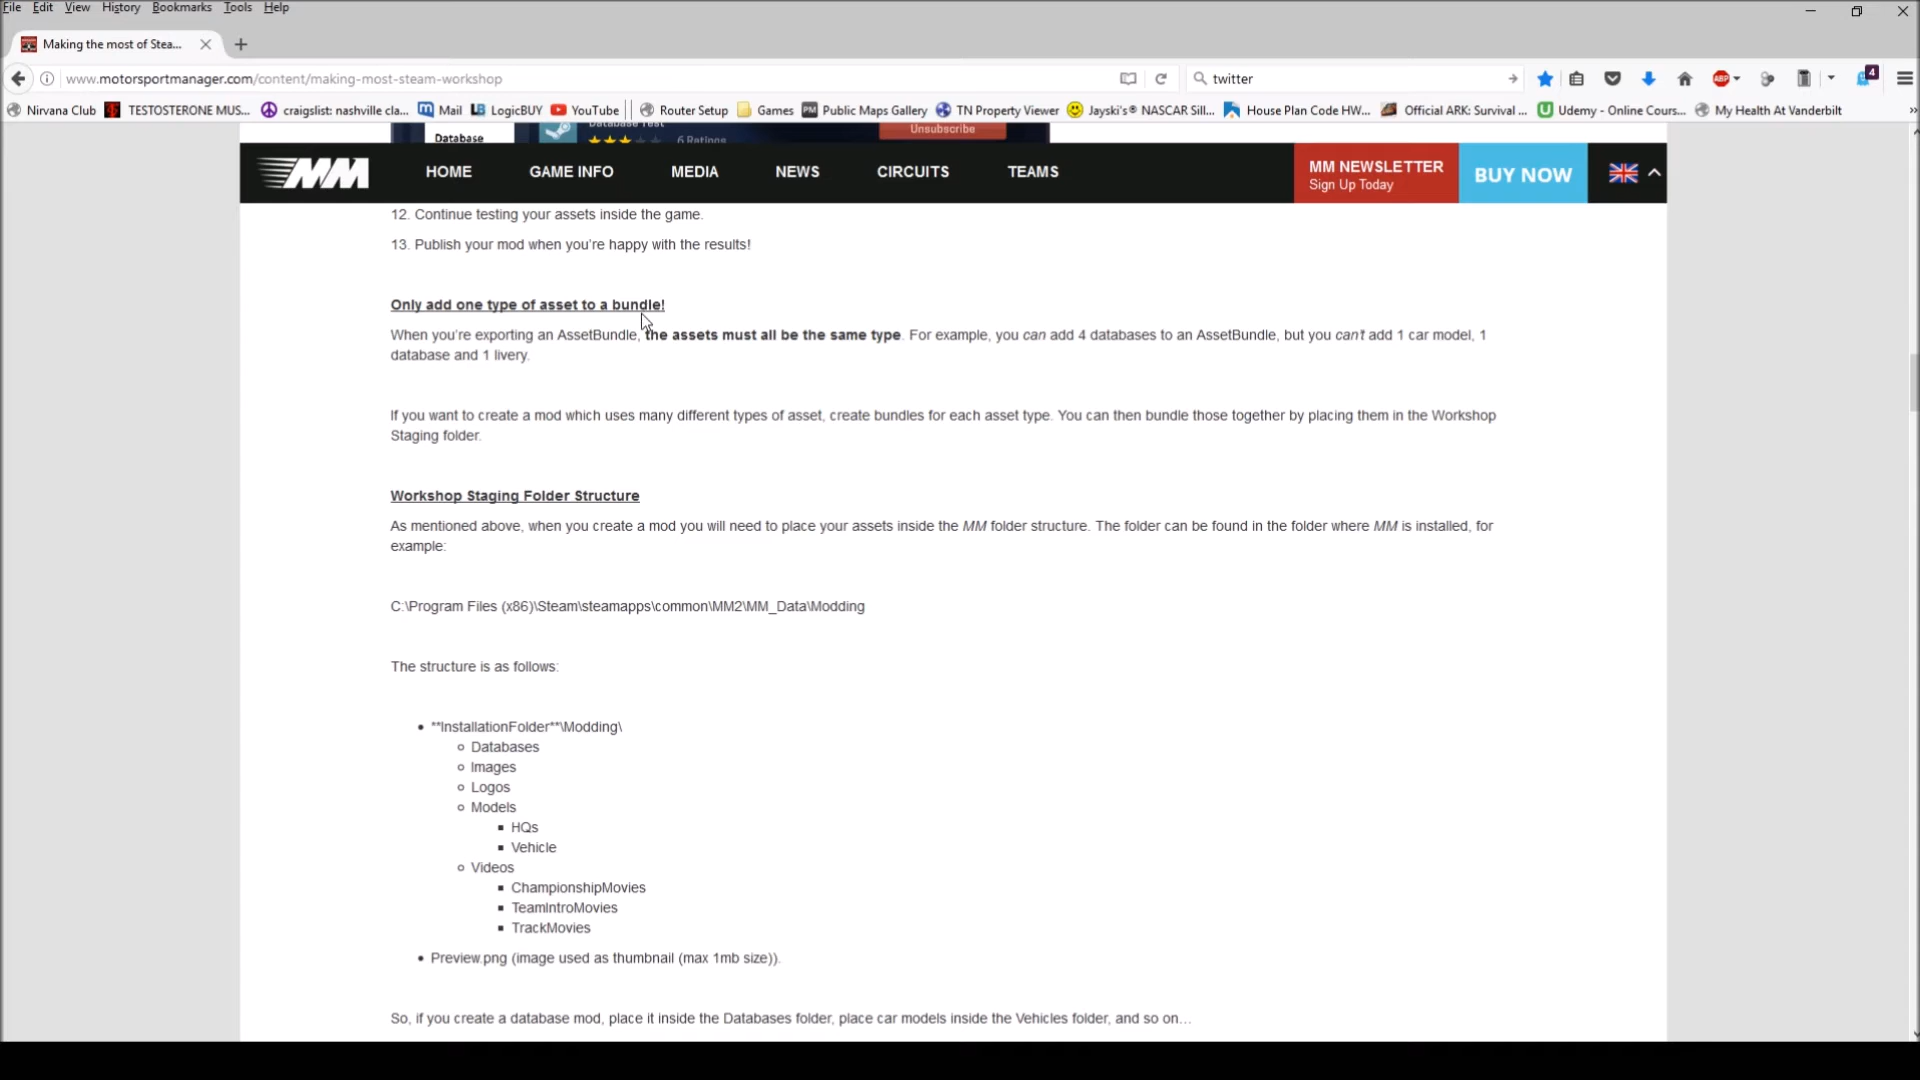 File Edit View History Bookmarks Tools Help
Making the most of Stea...
www.motorsportmanager.com/content/making-most-steam-workshop
twitter
4
Nirvana Club TESTOSTERONE MUS... craigslist: nashville cla... Mail LogicBUY YouTube Router Setup Games Public Maps Gallery TN Property Viewer Jayski's® NASCAR Sill... House Plan Code HW... Official ARK: Survival ... Udemy - Online Cours... My Health At Vanderbilt
Database Database Test 6 Ratings Unsubscribe
MM HOME GAME INFO MEDIA NEWS CIRCUITS TEAMS MM NEWSLETTER
Sign Up Today
BUY NOW
12. Continue testing your assets inside the game.
13. Publish your mod when you’re happy with the results!
Only add one type of asset to a bundle!
When you’re exporting an AssetBundle, the assets must all be the same type. For example, you can add 4 databases to an AssetBundle, but you can’t add 1 car model, 1
database and 1 livery.
If you want to create a mod which uses many different types of asset, create bundles for each asset type. You can then bundle those together by placing them in the Workshop
Staging folder.
Workshop Staging Folder Structure
As mentioned above, when you create a mod you will need to place your assets inside the MM folder structure. The folder can be found in the folder where MM is installed, for
example:
C:\Program Files (x86)\Steam\steamapps\common\MM2\MM_Data\Modding
The structure is as follows:
**InstallationFolder**\Modding\
Databases
Images
Logos
Models
HQs
Vehicle
Videos
ChampionshipMovies
TeamIntroMovies
TrackMovies
Preview.png (image used as thumbnail (max 1mb size)).
So, if you create a database mod, place it inside the Databases folder, place car models inside the Vehicles folder, and so on…